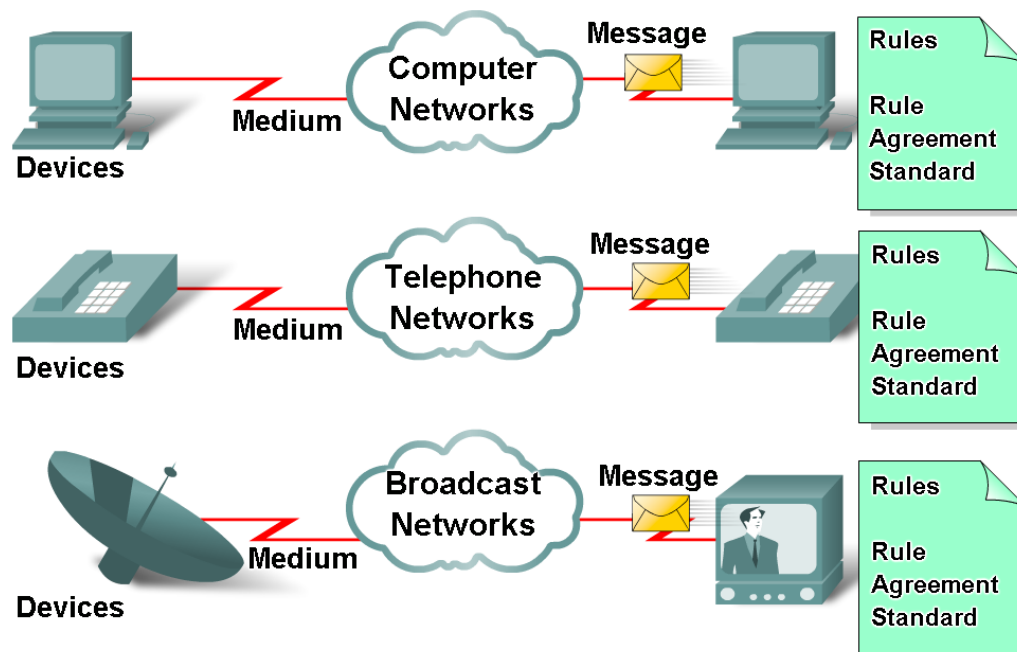 Message
Computer
Networks
Medium
Devices
Rules
Rule
Agreement
Standard
Message
Telephone
Networks
Medium
Devices
Rules
Rule
Agreement
Standard
Message
Broadcast
Networks
Medium
Devices
Rules
Rule
Agreement
Standard